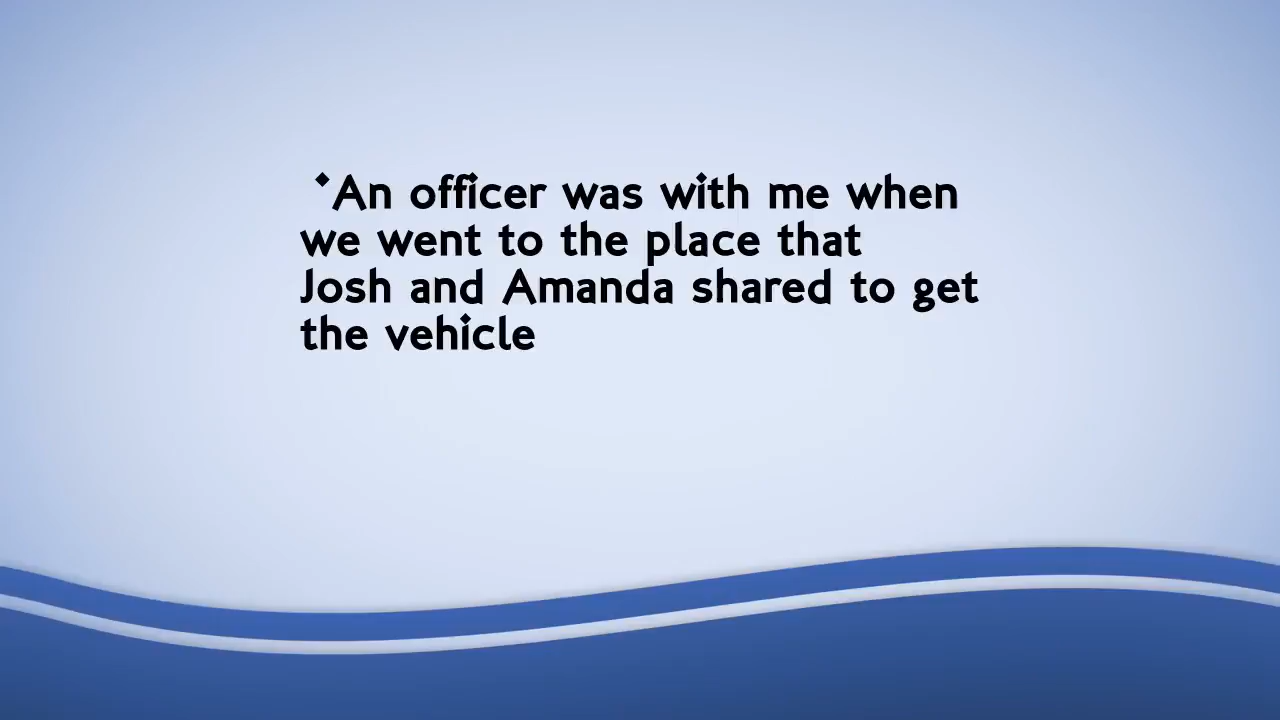 •An officer was with me when
we went to the place that
Josh and Amanda shared to get
the vehicle